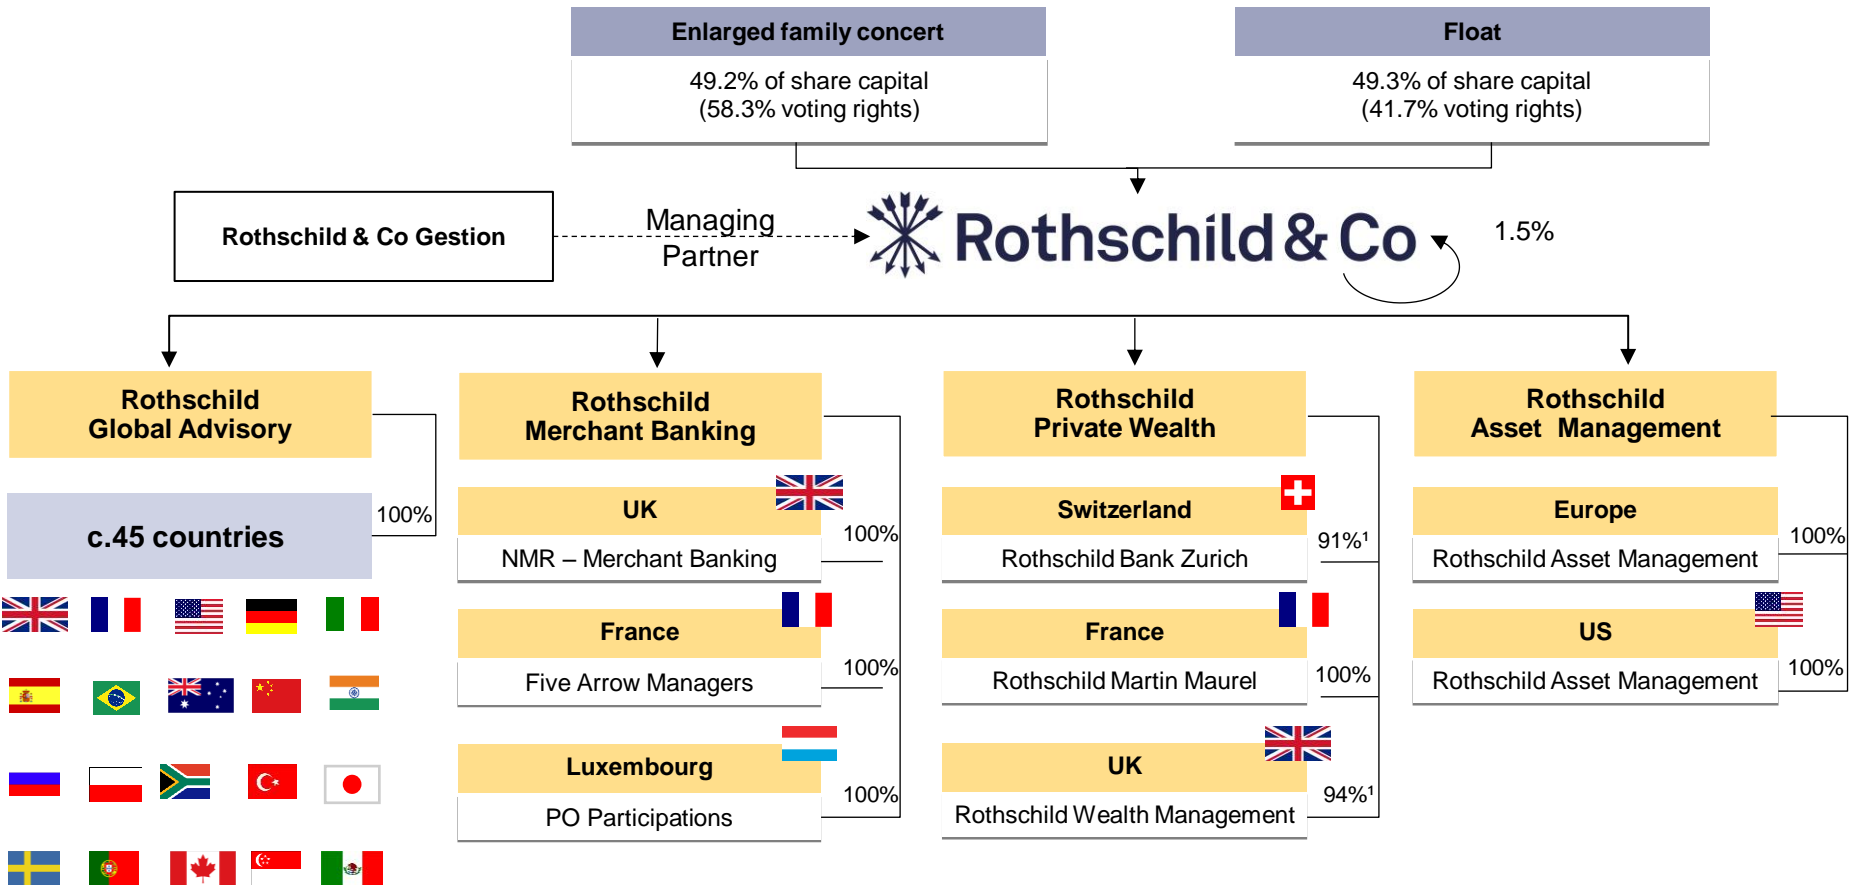 Enlarged family concert
49.2% of share capital
(58.3% voting rights)
Float
49.3% of share capital
(41.7% voting rights)
Rothschild & Co Gestion
Managing
Partner
Rothschild & Co
1.5%
Rothschild
Global Advisory
100%
c.45 countries
Rothschild
Merchant Banking
UK
NMR – Merchant Banking
100%
France
Five Arrow Managers
100%
Luxembourg
PO Participations
100%
Rothschild
Private Wealth
Switzerland
Rothschild Bank Zurich
91%¹
France
Rothschild Martin Maurel
100%
UK
Rothschild Wealth Management
94%¹
Rothschild
Asset Management
Europe
Rothschild Asset Management
100%
US
Rothschild Asset Management
100%